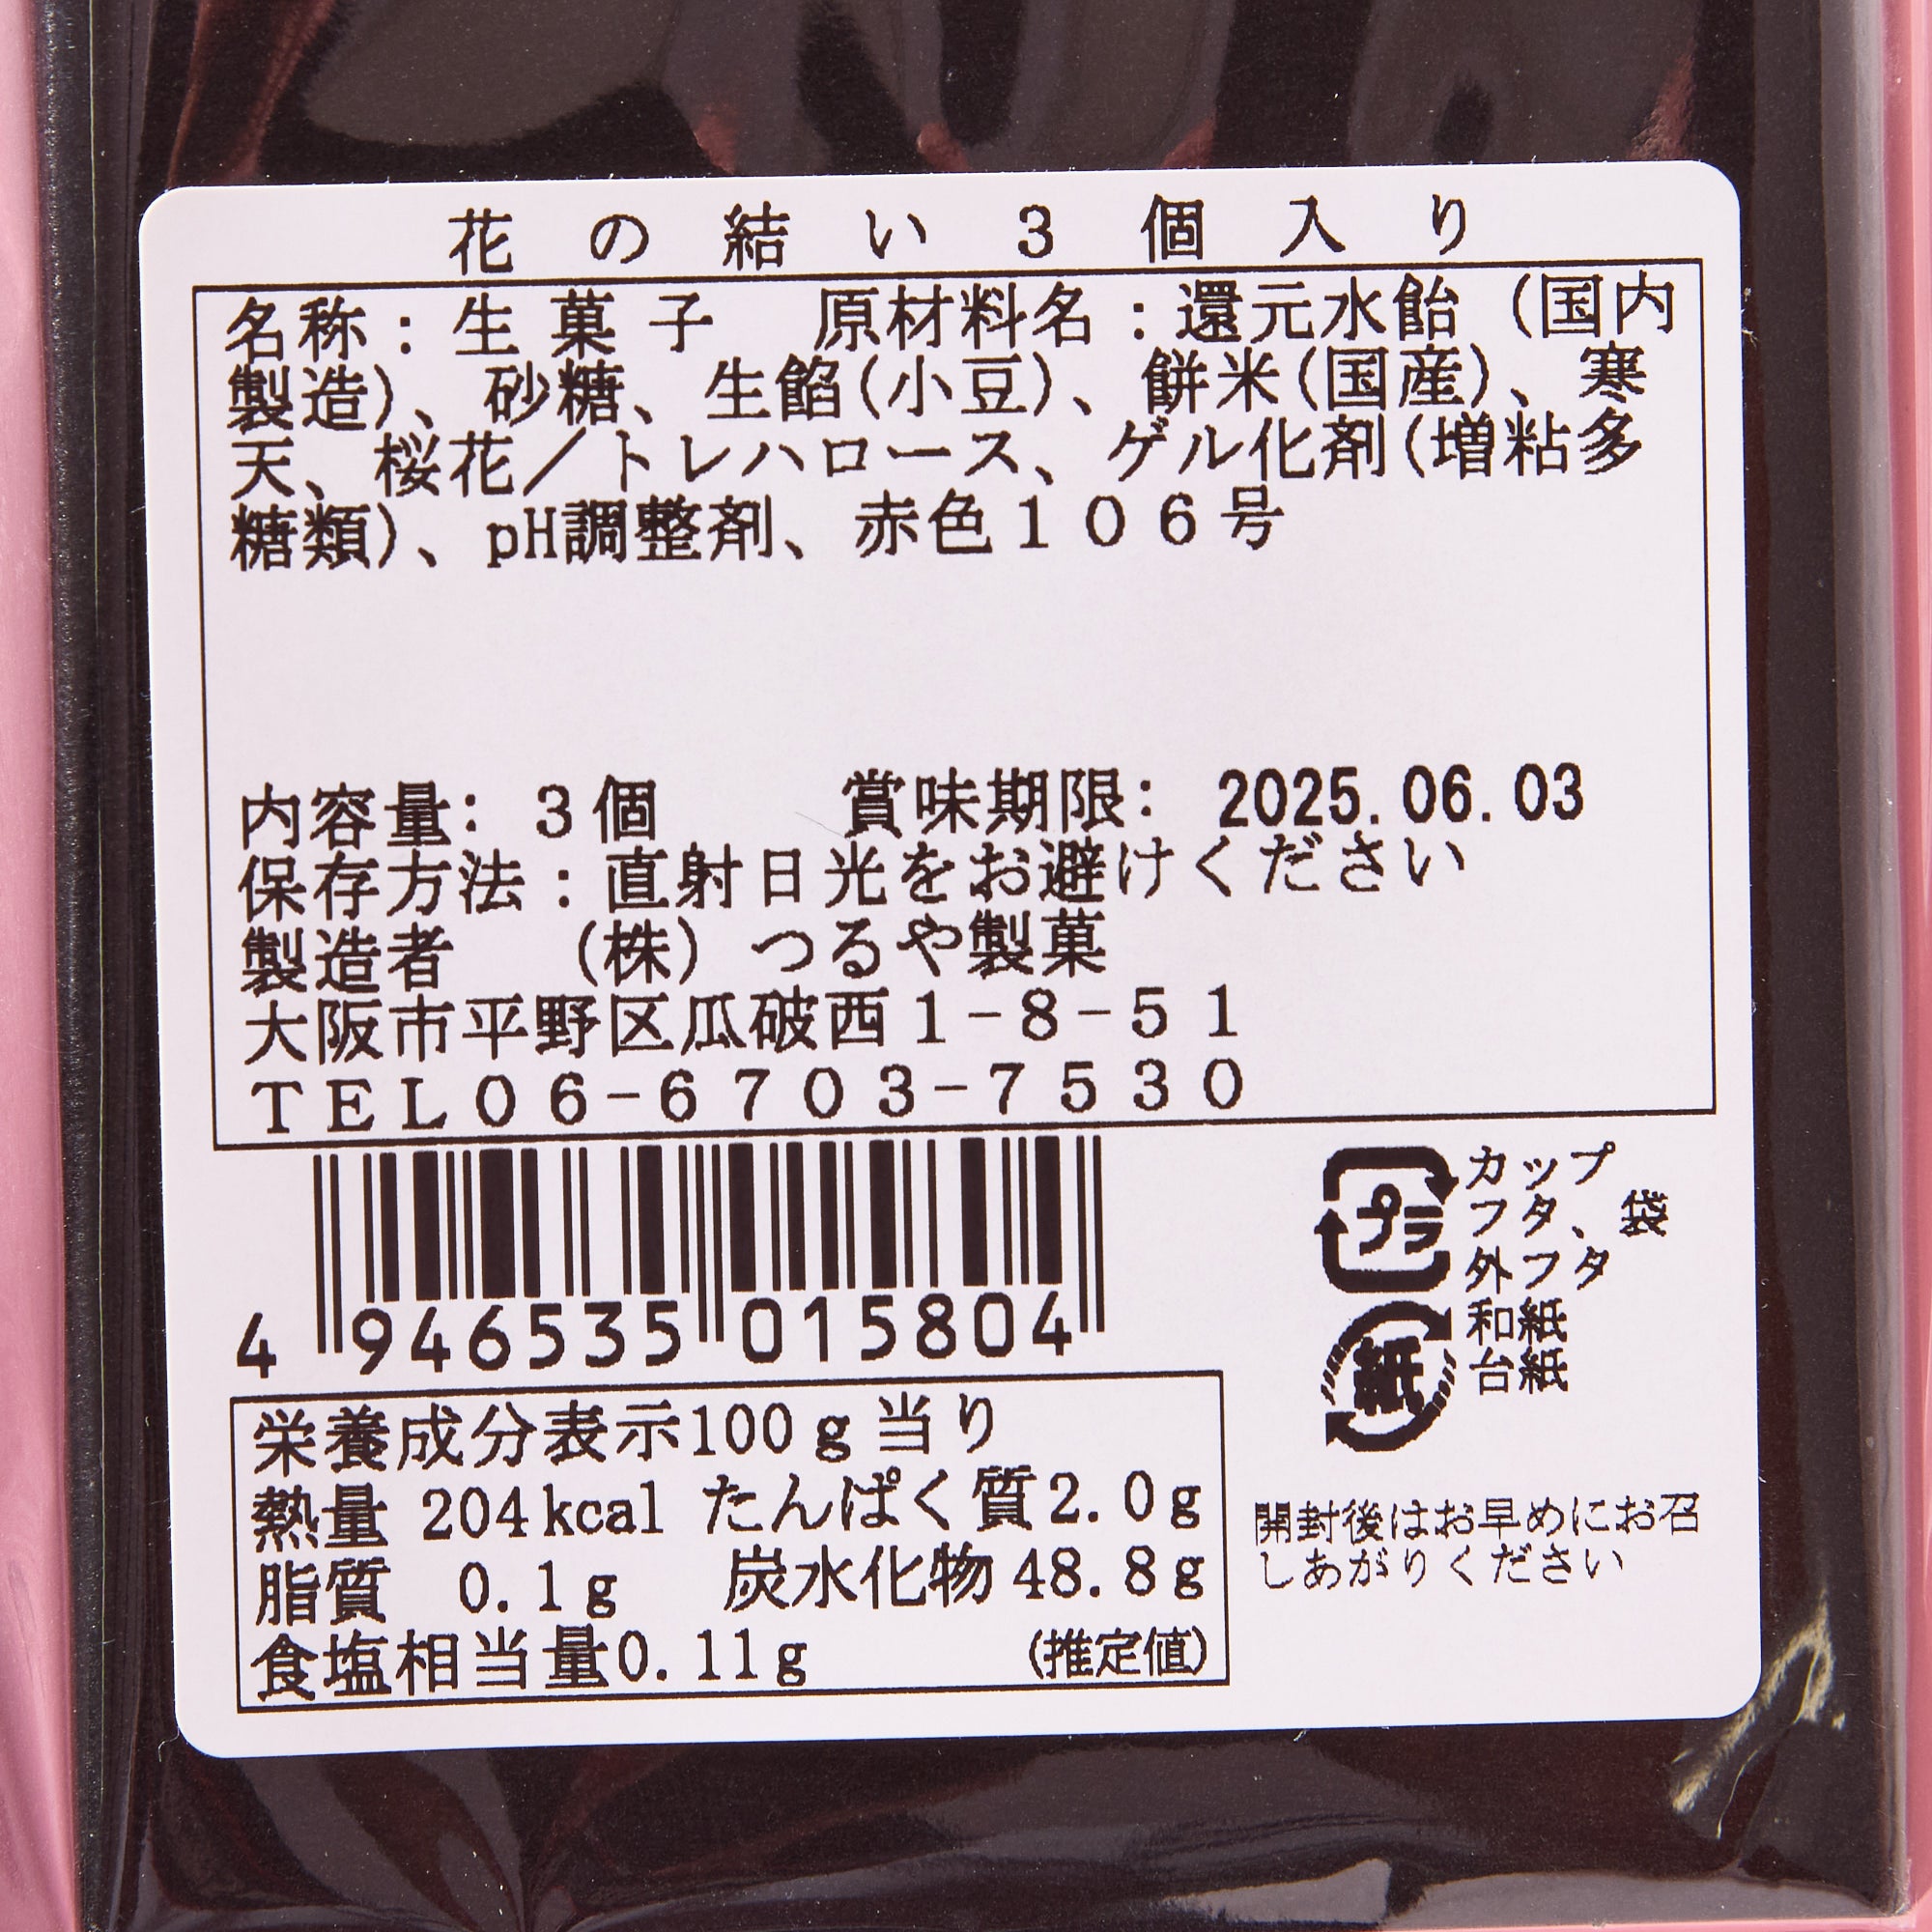 花の結い3個入り
名称：生菓子　原材料名：還元水飴（国内
製造）、砂糖、生餡（小豆）、餅米（国産）、寒
天、桜花／トレハロース、ゲル化剤（増粘多
糖類）、pH調整剤、赤色１０６号
内容量：３個　賞味期限：2025.06.03
保存方法：直射日光をお避けください
製造者　（株）つるや製菓
大阪市平野区瓜破西１－８－５１
ＴＥＬ０６－６７０３－７５３０
4 946535 015804
プラ
カップ
フタ、袋
外フタ
紙
和紙
台紙
栄養成分表示100g当り
熱量 204kcal たんぱく質2.0g
脂質 0.1g 炭水化物48.8g
食塩相当量0.11g （推定値）
開封後はお早めにお召
しあがりください